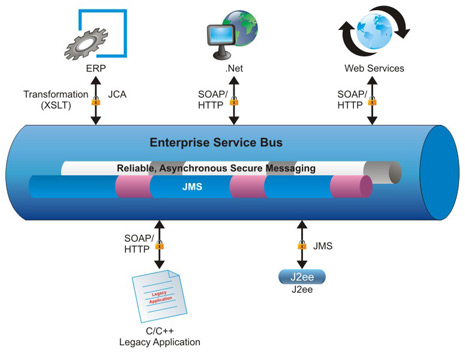 ERP
.Net
Web Services
Transformation
(XSLT)
JCA
SOAP/
HTTP
SOAP/
HTTP
Enterprise Service Bus
Reliable, Asynchronous Secure Messaging
JMS
SOAP/
HTTP
JMS
Legacy
Application
J2ee
J2ee
C/C++
Legacy Application